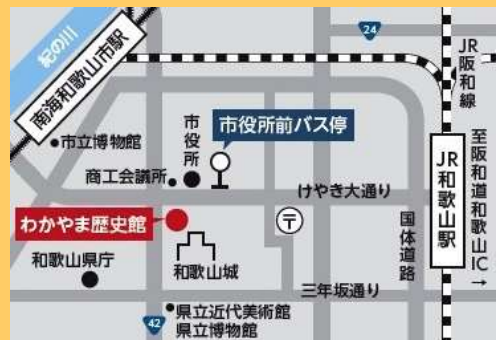 紀の川
南海和歌山市駅
24
JR阪和線
市立博物館
市役所
市役所前バス停
商工会議所
けやき大通り
JR和歌山駅
至阪和道和歌山IC→
わかやま歴史館
〒
国体道路
和歌山県庁
和歌山城
三年坂通り
42
県立近代美術館
県立博物館